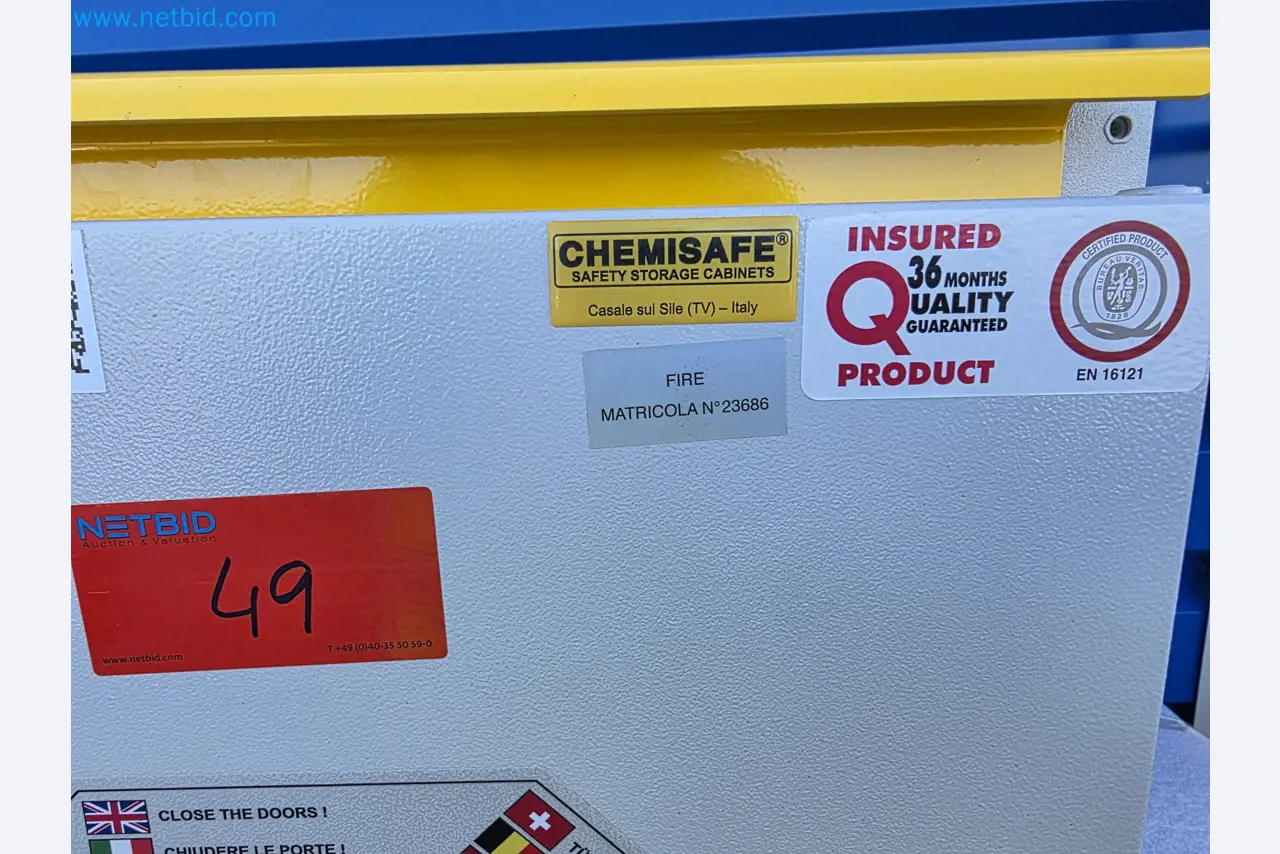 www.netbid.com
CHEMISAFE®
SAFETY STORAGE CABINETS
Casale sul Sile (TV) – Italy
FIRE
MATRICOLA N°23686
INSURED
36 MONTHS
QUALITY
GUARANTEED
PRODUCT
CERTIFIED PRODUCT
BUREAU VERITAS
1828
EN 16121
NETBID
Auction & Valuation
49
www.netbid.com
T +49 (0)40-35 50 59-0
CLOSE THE DOORS !
CHIUDERE LE PORTE !